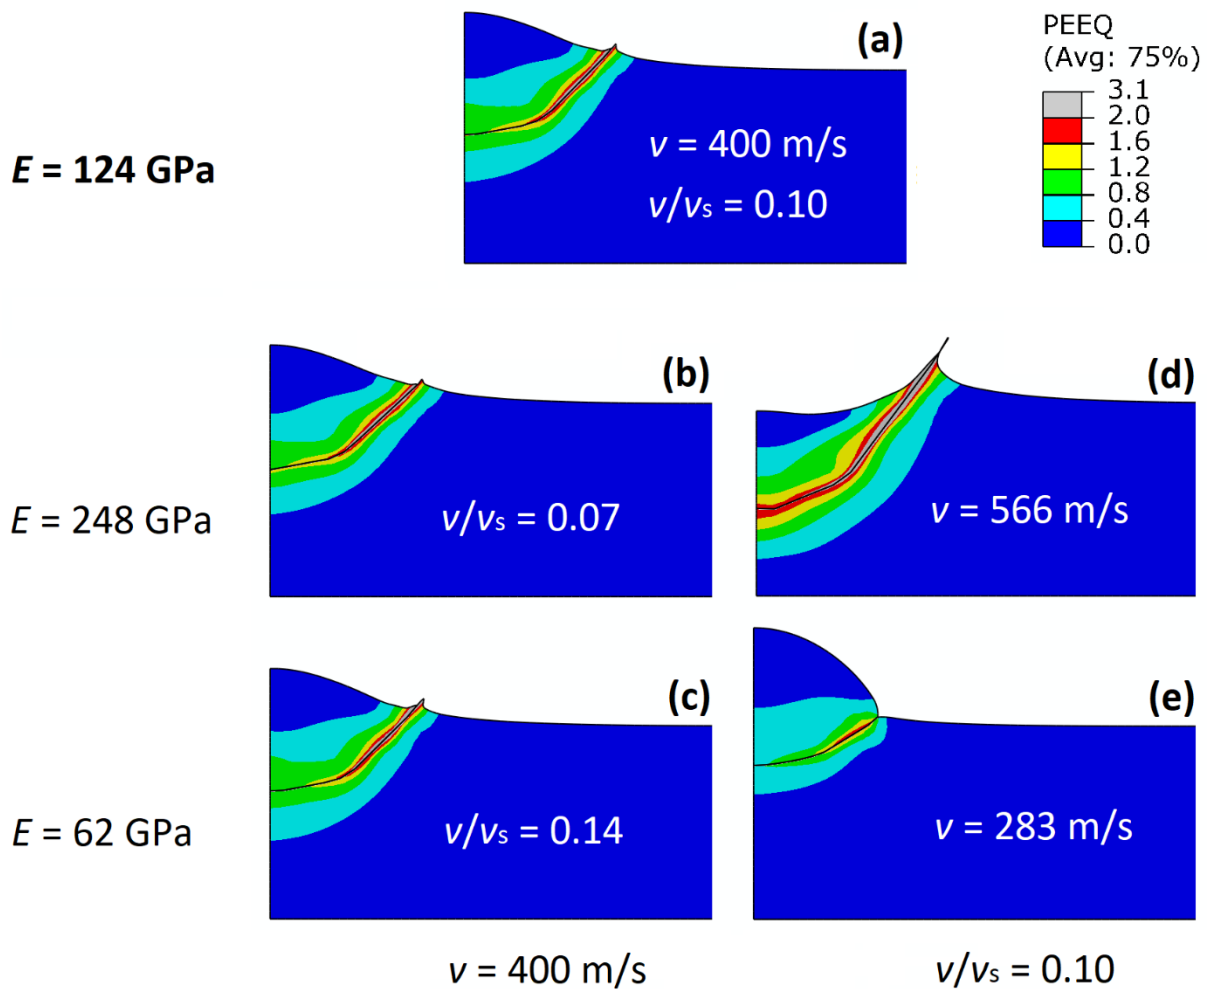 (a)
PEEQ
(Avg: 75%)
3.1
2.0
1.6
1.2
0.8
0.4
0.0
E = 124 GPa
v = 400 m/s
v/vs = 0.10
(b)
(d)
E = 248 GPa
v/vs = 0.07
v = 566 m/s
(c)
(e)
E = 62 GPa
v/vs = 0.14
v = 283 m/s
v = 400 m/s
v/vs = 0.10